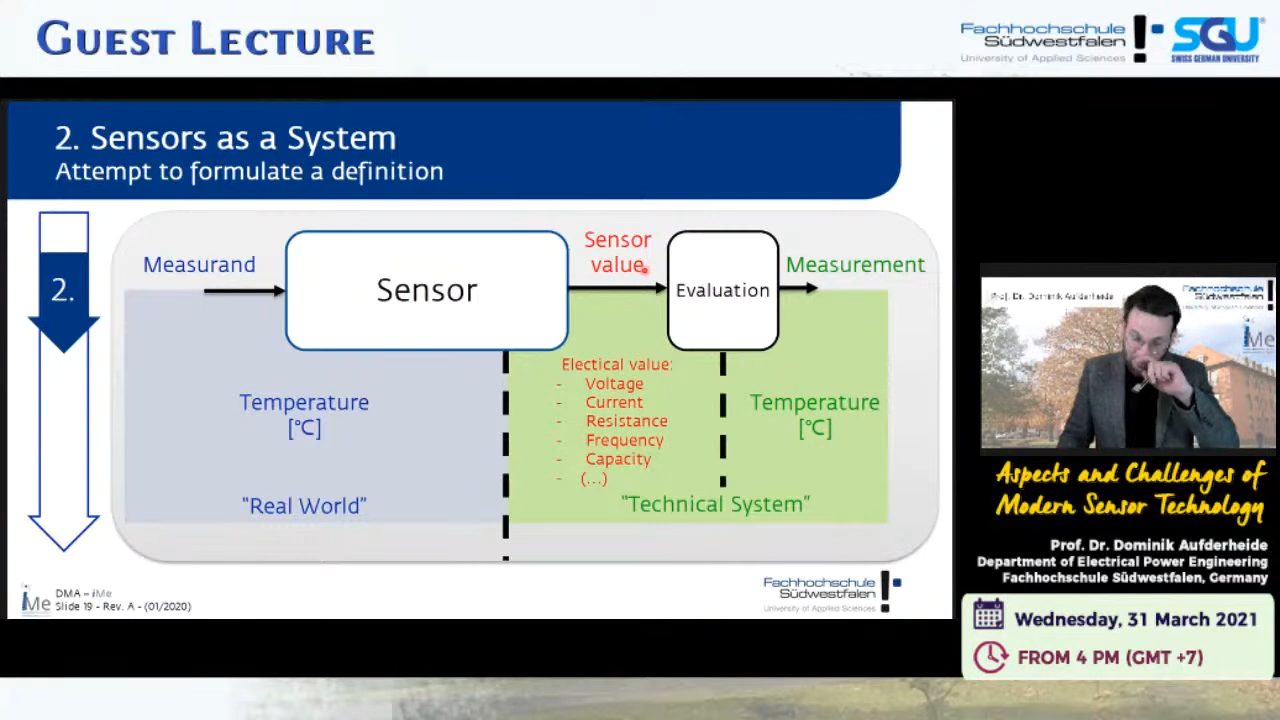 GUEST LECTURE
Fachhochschule
Südwestfalen
University of Applied Sciences
SGU
SWISS GERMAN UNIVERSITY
2. Sensors as a System
Attempt to formulate a definition
2.
Measurand
Sensor
Sensor
value
Evaluation
Measurement
Temperature
[°C]
"Real World"
Electical value:
- Voltage
- Current
- Resistance
- Frequency
- Capacity
- (...)
Temperature
[°C]
"Technical System"
iMe
DMA – iMe
Slide 19 - Rev. A - (01/2020)
Fachhochschule
Südwestfalen
University of Applied Sciences
Prof. Dr. Dominik Aufderheide
Fachhochschule
Südwestfalen
iMe
Aspects and Challenges of
Modern Sensor Technology
Prof. Dr. Dominik Aufderheide
Department of Electrical Power Engineering
Fachhochschule Südwestfalen, Germany
Wednesday, 31 March 2021
FROM 4 PM (GMT +7)